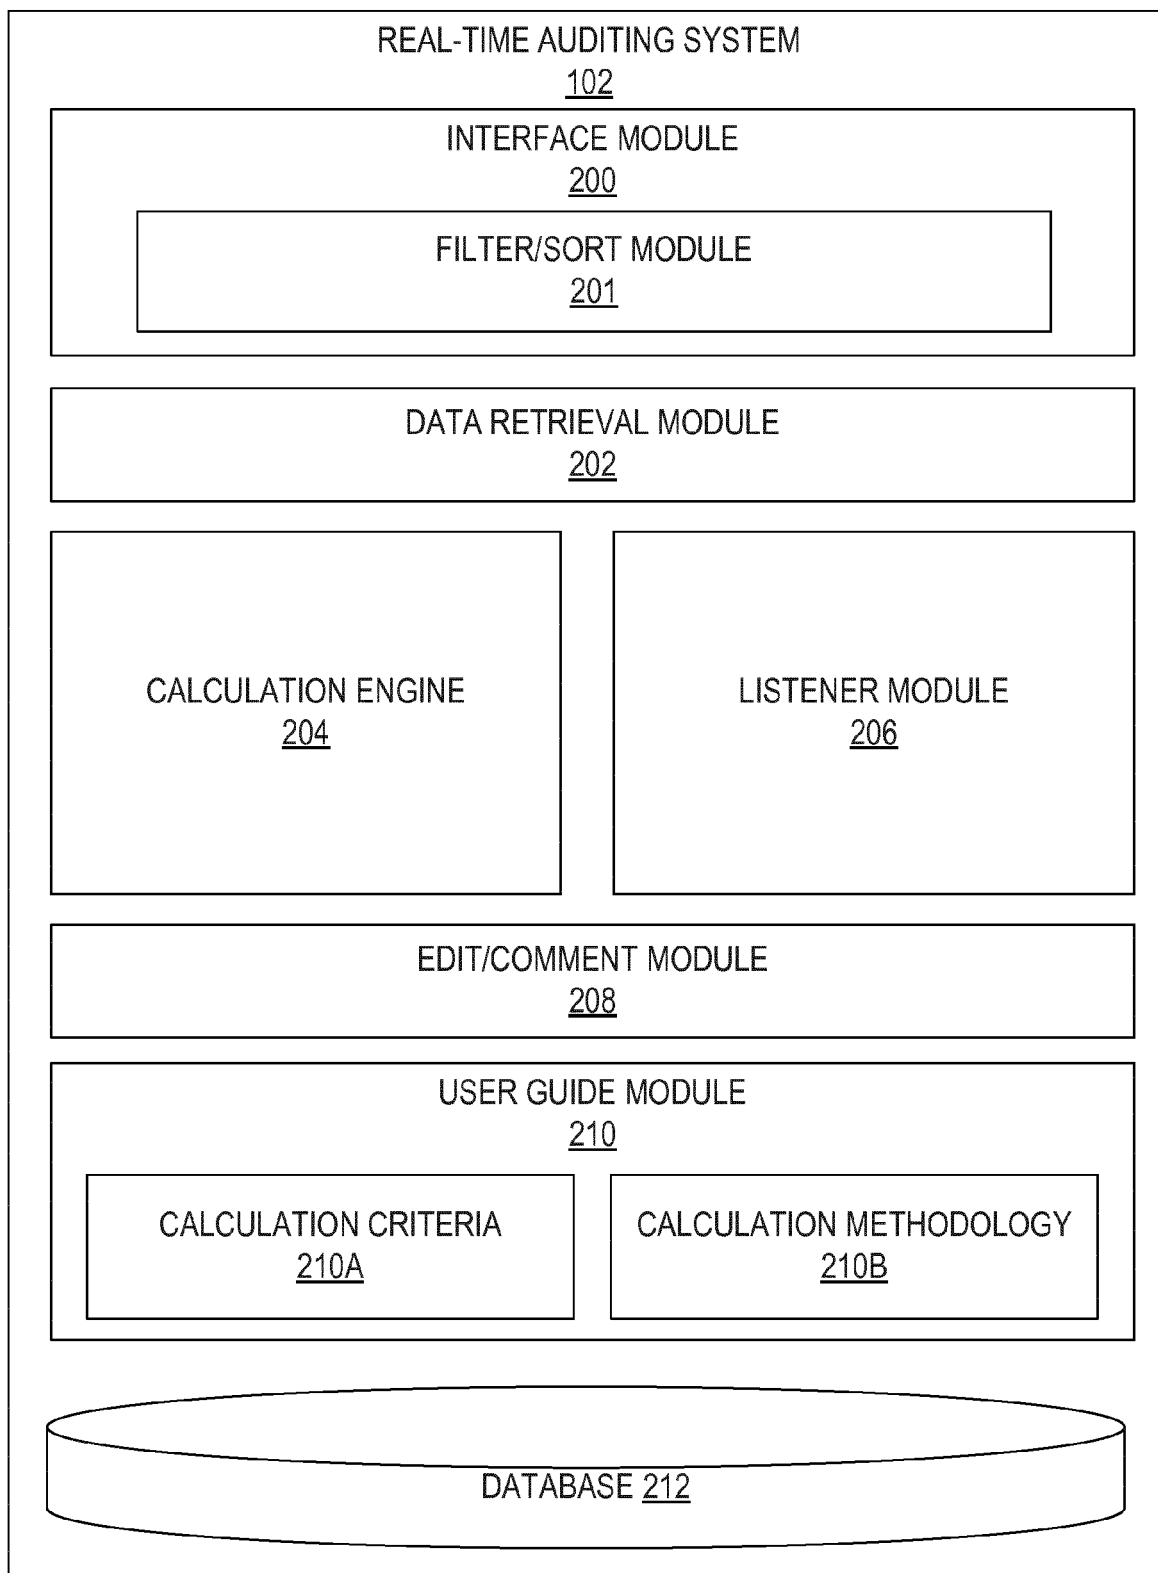 REAL-TIME AUDITING SYSTEM
102
INTERFACE MODULE
200
FILTER/SORT MODULE
201
DATA RETRIEVAL MODULE
202
CALCULATION ENGINE
204
LISTENER MODULE
206
EDIT/COMMENT MODULE
208
USER GUIDE MODULE
210
CALCULATION CRITERIA
210A
CALCULATION METHODOLOGY
210B
DATABASE 212